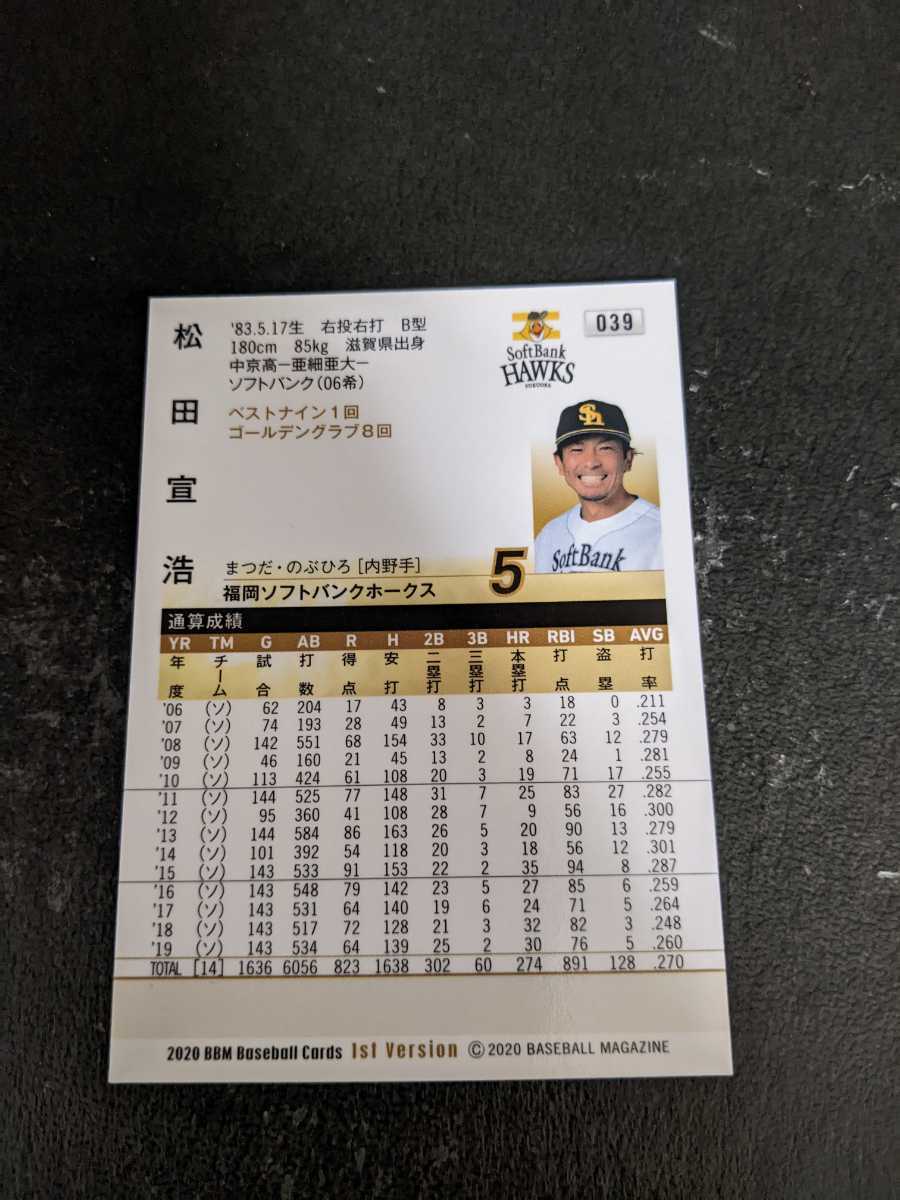 松田宣浩
'83.5.17生 右投右打 B型
180cm 85kg 滋賀県出身
中京高ー亜細亜大ー
ソフトバンク(06希)
ベストナイン1回
ゴールデングラブ8回
SoftBank
HAWKS
FUKUOKA
039
SH
SoftBank
まつだ・のぶひろ [内野手]
福岡ソフトバンクホークス
5
通算成績
YR TM G AB R H 2B 3B HR RBI SB AVG
年度 チーム 試合 打数 得点 安打 二塁打 三塁打 本塁打 打点 盗塁 打率
'06 (ソ) 62 204 17 43 8 3 3 18 0 .211
'07 (ソ) 74 193 28 49 13 2 7 22 3 .254
'08 (ソ) 142 551 68 154 33 10 17 63 12 .279
'09 (ソ) 46 160 21 45 13 2 8 24 1 .281
'10 (ソ) 113 424 61 108 20 3 19 71 17 .255
'11 (ソ) 144 525 77 148 31 7 25 83 27 .282
'12 (ソ) 95 360 41 108 28 7 9 56 16 .300
'13 (ソ) 144 584 86 163 26 5 20 90 13 .279
'14 (ソ) 101 392 54 118 20 3 18 56 12 .301
'15 (ソ) 143 533 91 153 22 2 35 94 8 .287
'16 (ソ) 143 548 79 142 23 5 27 85 6 .259
'17 (ソ) 143 531 64 140 19 6 24 71 5 .264
'18 (ソ) 143 517 72 128 21 3 32 82 3 .248
'19 (ソ) 143 534 64 139 25 2 30 76 5 .260
TOTAL [14] 1636 6056 823 1638 302 60 274 891 128 .270
2020 BBM Baseball Cards 1st Version © 2020 BASEBALL MAGAZINE